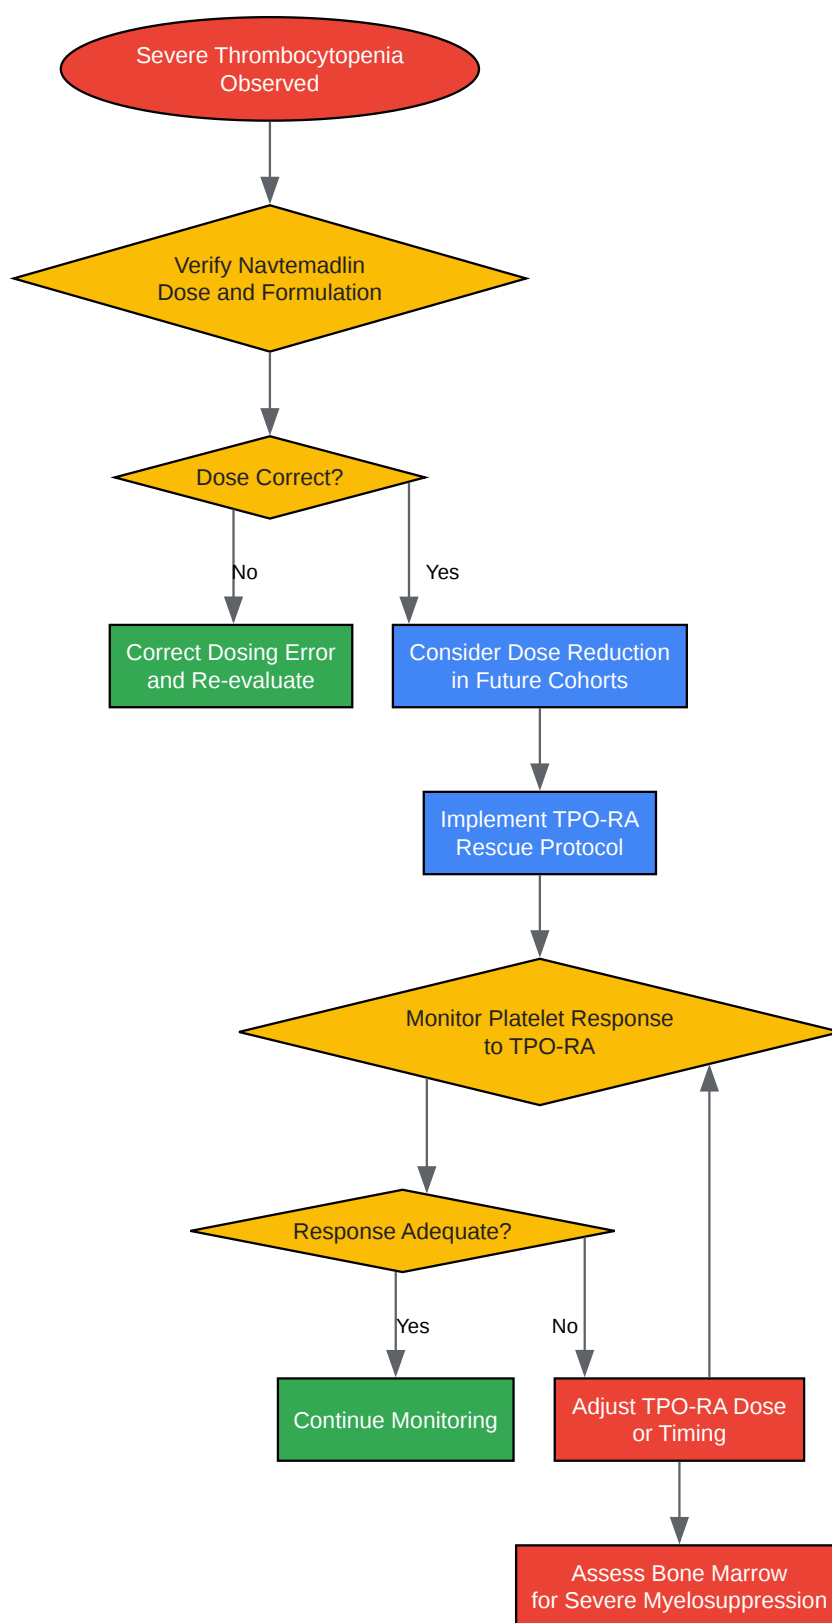 Severe Thrombocytopenia
Observed
Verify Navtemadlin
Dose and Formulation
Dose Correct?
No
Yes
Correct Dosing Error
and Re-evaluate
Consider Dose Reduction
in Future Cohorts
Implement TPO-RA
Rescue Protocol
Monitor Platelet Response
to TPO-RA
Response Adequate?
Yes
No
Continue Monitoring
Adjust TPO-RA Dose
or Timing
Assess Bone Marrow
for Severe Myelosuppression